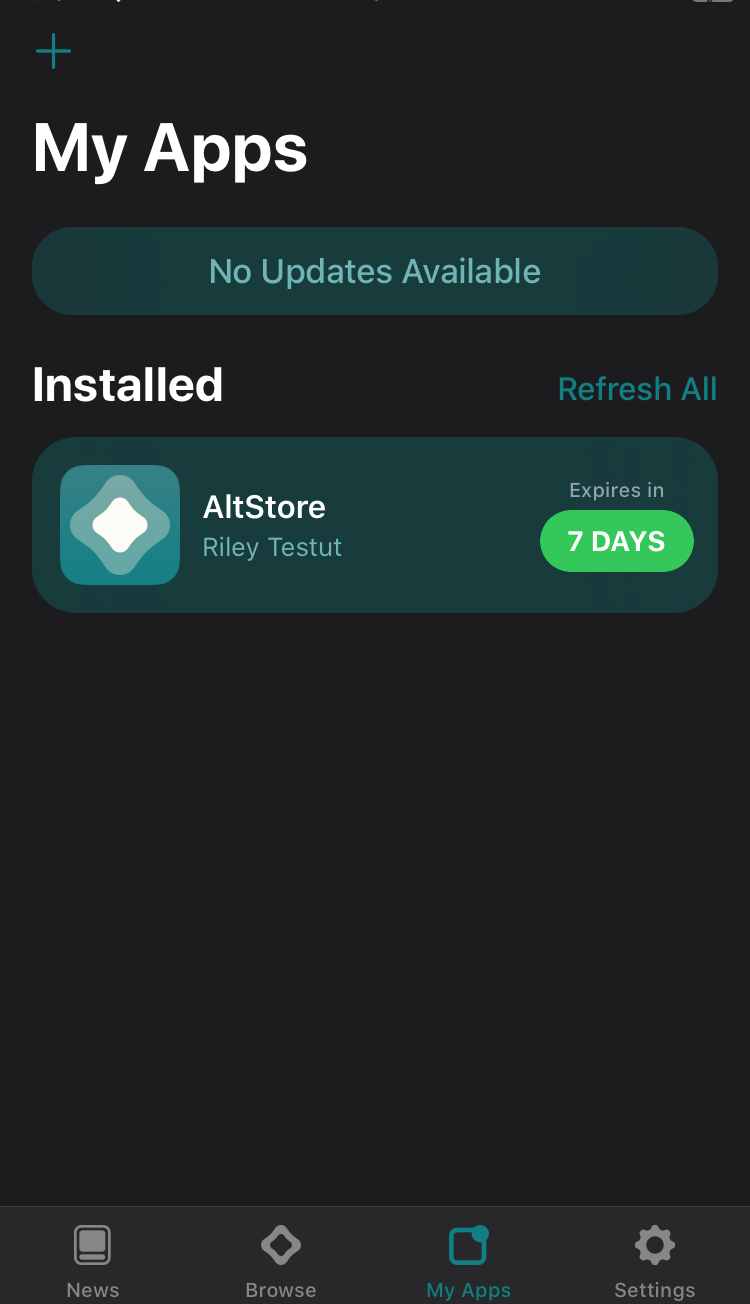 My Apps
No Updates Available
Installed
Refresh All
AltStore
Riley Testut
Expires in
7 DAYS
News
Browse
My Apps
Settings